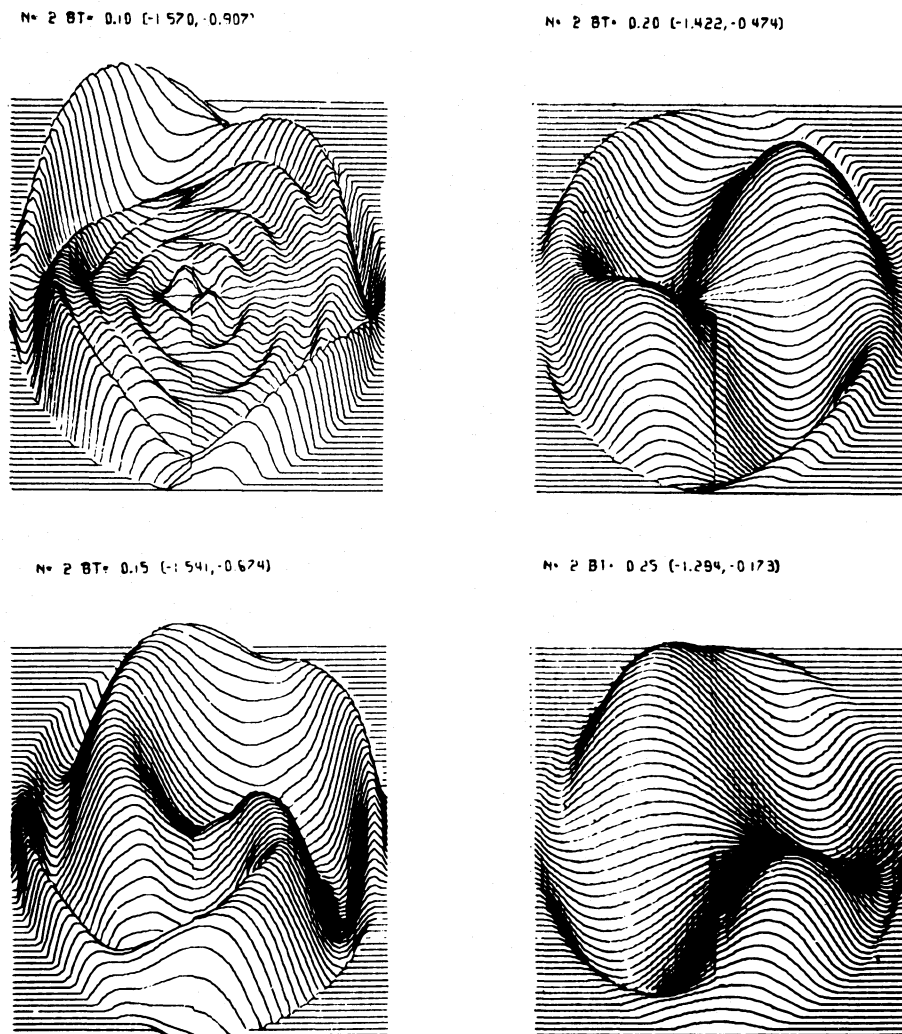 N= 2 BT= 0.10 (-1.570,-0.907)
N= 2 BT= 0.20 (-1.422,-0.474)
N= 2 BT= 0.15 (-1.541,-0.674)
N= 2 BT= 0.25 (-1.294,-0.173)